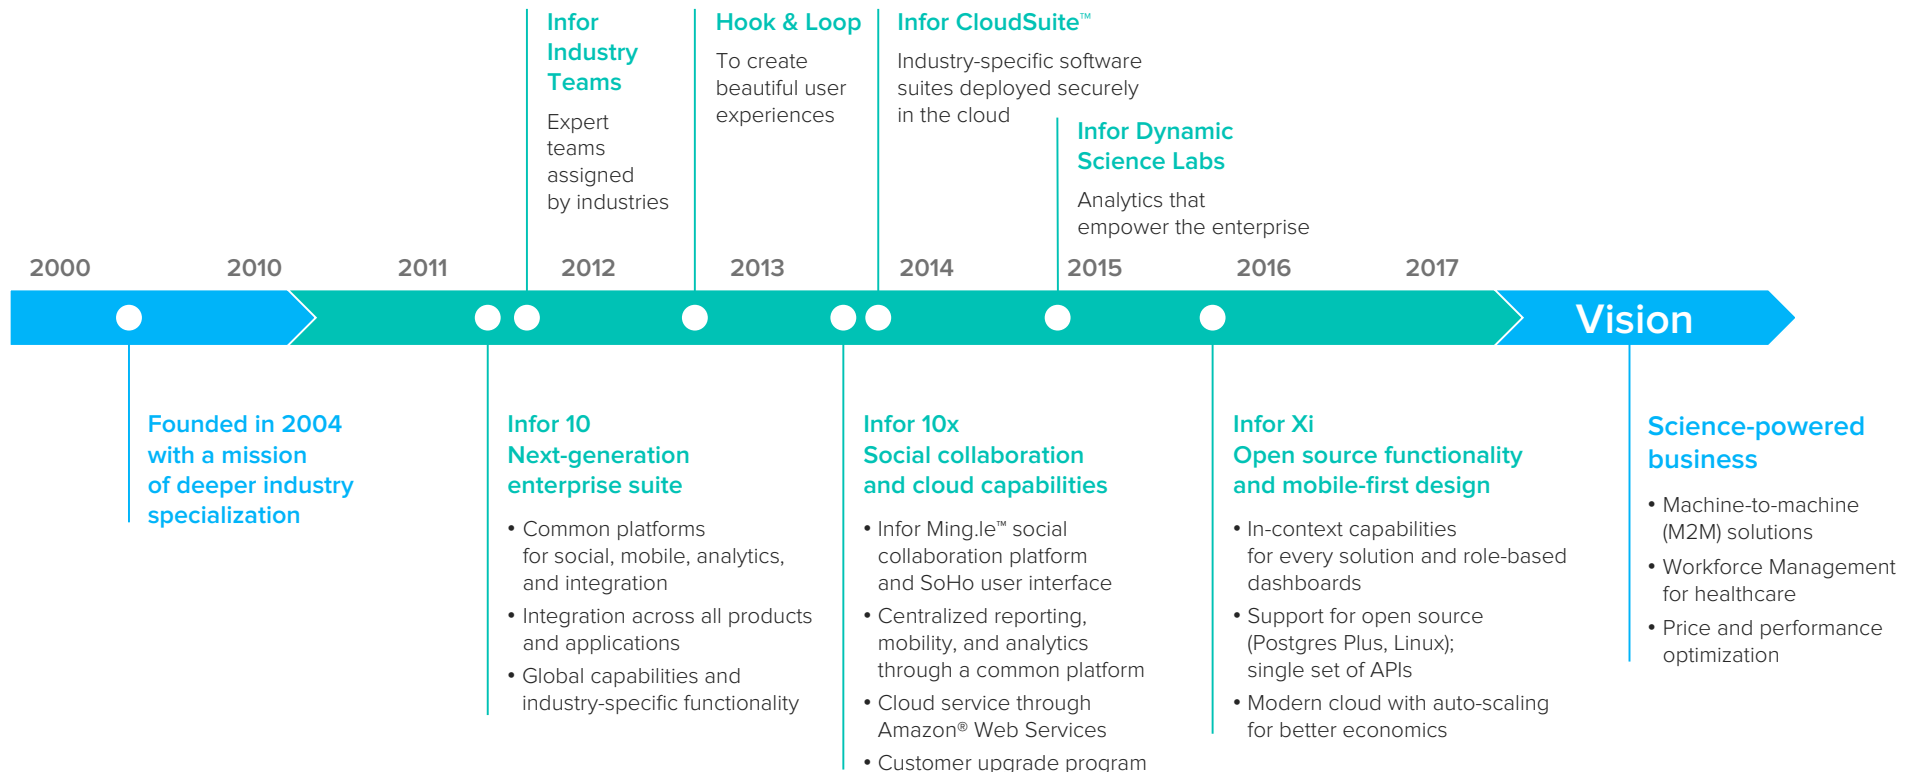 Infor
Industry
Teams
Expert
teams
assigned
by industries
Hook & Loop
To create
beautiful user
experiences
Infor CloudSuite™
Industry-specific software
suites deployed securely
in the cloud
Infor Dynamic
Science Labs
Analytics that
empower the enterprise
2000 2010 2011 2012 2013 2014 2015 2016 2017
Vision
Founded in 2004
with a mission
of deeper industry
specialization
Infor 10
Next-generation
enterprise suite
• Common platforms
for social, mobile, analytics,
and integration
• Integration across all products
and applications
• Global capabilities and
industry-specific functionality
Infor 10x
Social collaboration
and cloud capabilities
• Infor Ming.le™ social
collaboration platform
and SoHo user interface
• Centralized reporting,
mobility, and analytics
through a common platform
• Cloud service through
Amazon® Web Services
• Customer upgrade program
Infor Xi
Open source functionality
and mobile-first design
• In-context capabilities
for every solution and role-based
dashboards
• Support for open source
(Postgres Plus, Linux);
single set of APIs
• Modern cloud with auto-scaling
for better economics
Science-powered
business
• Machine-to-machine
(M2M) solutions
• Workforce Management
for healthcare
• Price and performance
optimization